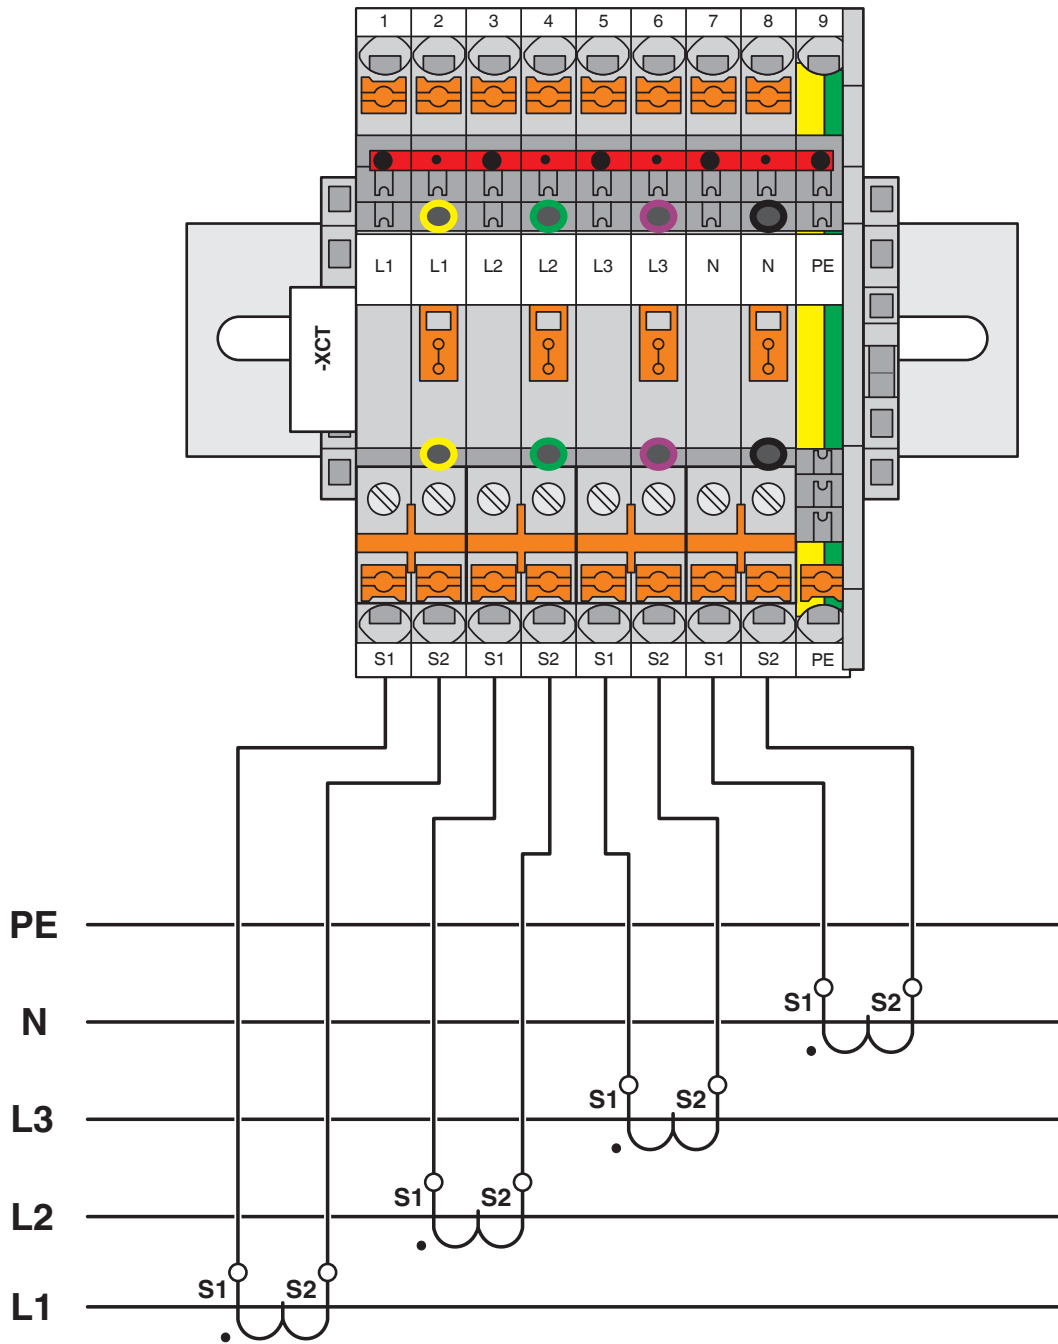 1 2 3 4 5 6 7 8 9
L1 L1 L2 L2 L3 L3 N N PE
-XCT
S1 S2 S1 S2 S1 S2 S1 S2 PE
PE
N
S1 S2
L3
S1 S2
L2
S1 S2
L1
S1 S2